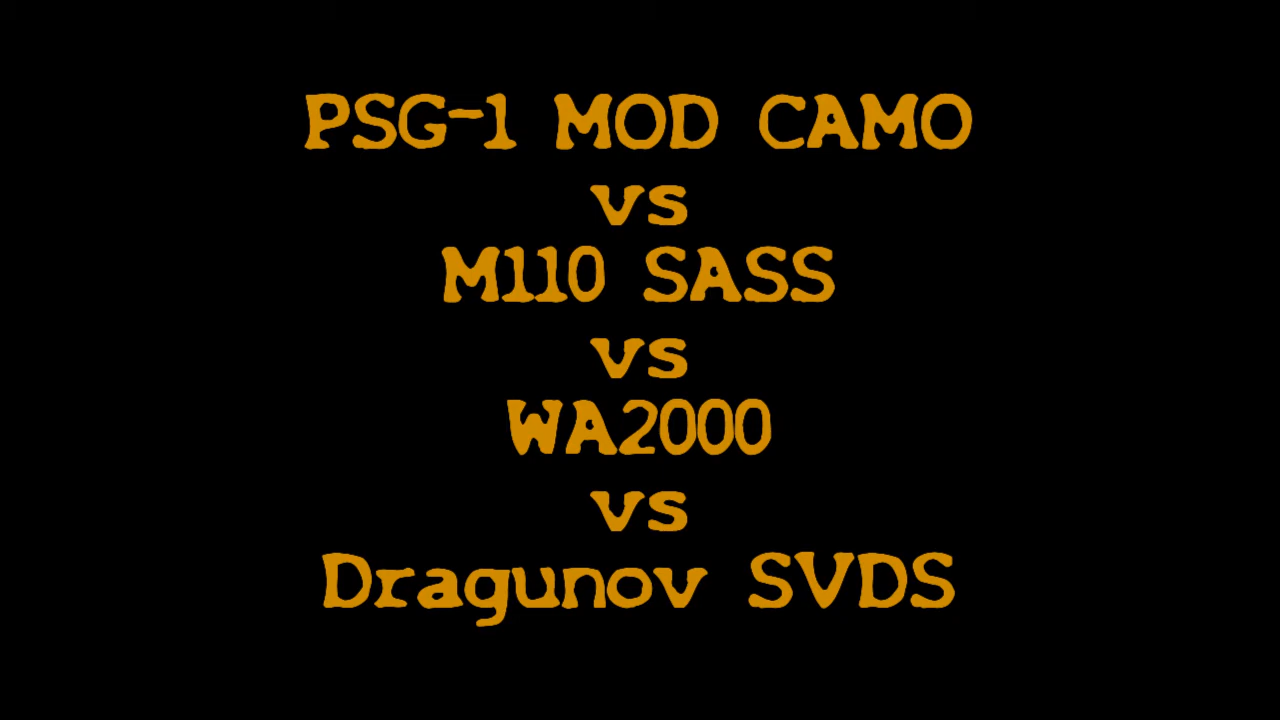 PSG-1 MOD CAMO
vs
M110 SASS
vs
WA2000
vs
Dragunov SVDS